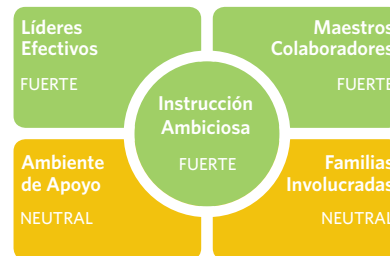 Líderes
Efectivos
FUERTE
Maestros
Colaboradores
FUERTE
Instrucción
Ambiciosa
FUERTE
Ambiente
de Apoyo
NEUTRAL
Familias
Involucradas
NEUTRAL